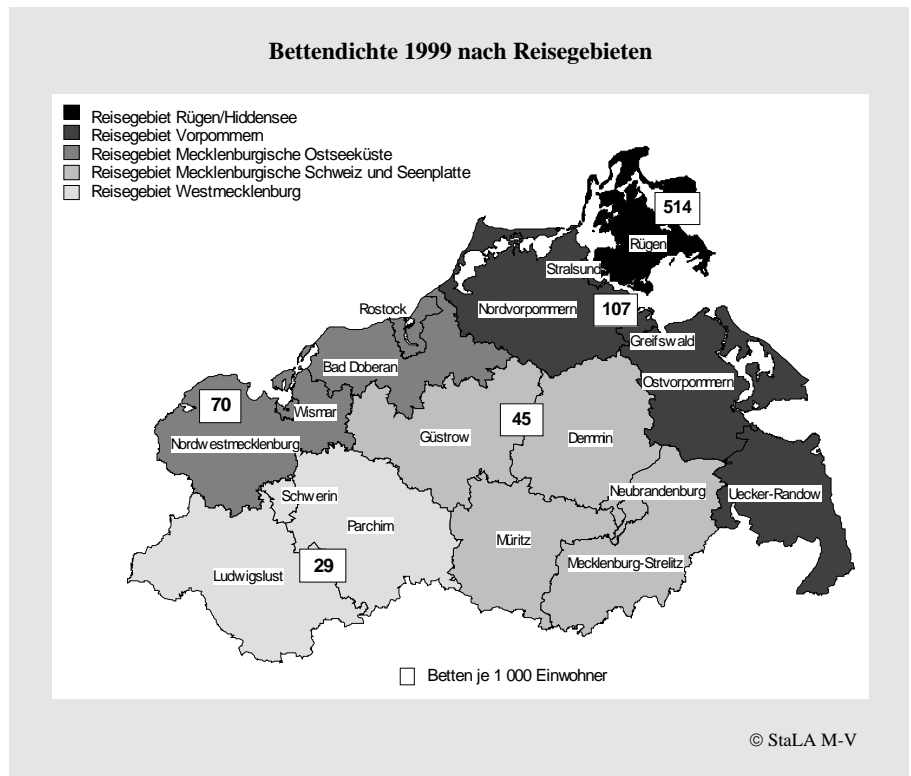 Bettendichte 1999 nach Reisegebieten
Reisegebiet Rügen/Hiddensee
Reisegebiet Vorpommern
Reisegebiet Mecklenburgische Ostseeküste
Reisegebiet Mecklenburgische Schweiz und Seenplatte
Reisegebiet Westmecklenburg
514
Rügen
Stralsund
Nordvorpommern
107
Rostock
Greifswald
Bad Doberan
Ostvorpommern
70
Wismar
45
Güstrow
Demmin
Nordwestmecklenburg
Schwerin
Neubrandenburg
Uecker-Randow
Parchim
Müritz
29
Ludwigslust
Mecklenburg-Strelitz
Betten je 1 000 Einwohner
© StaLA M-V